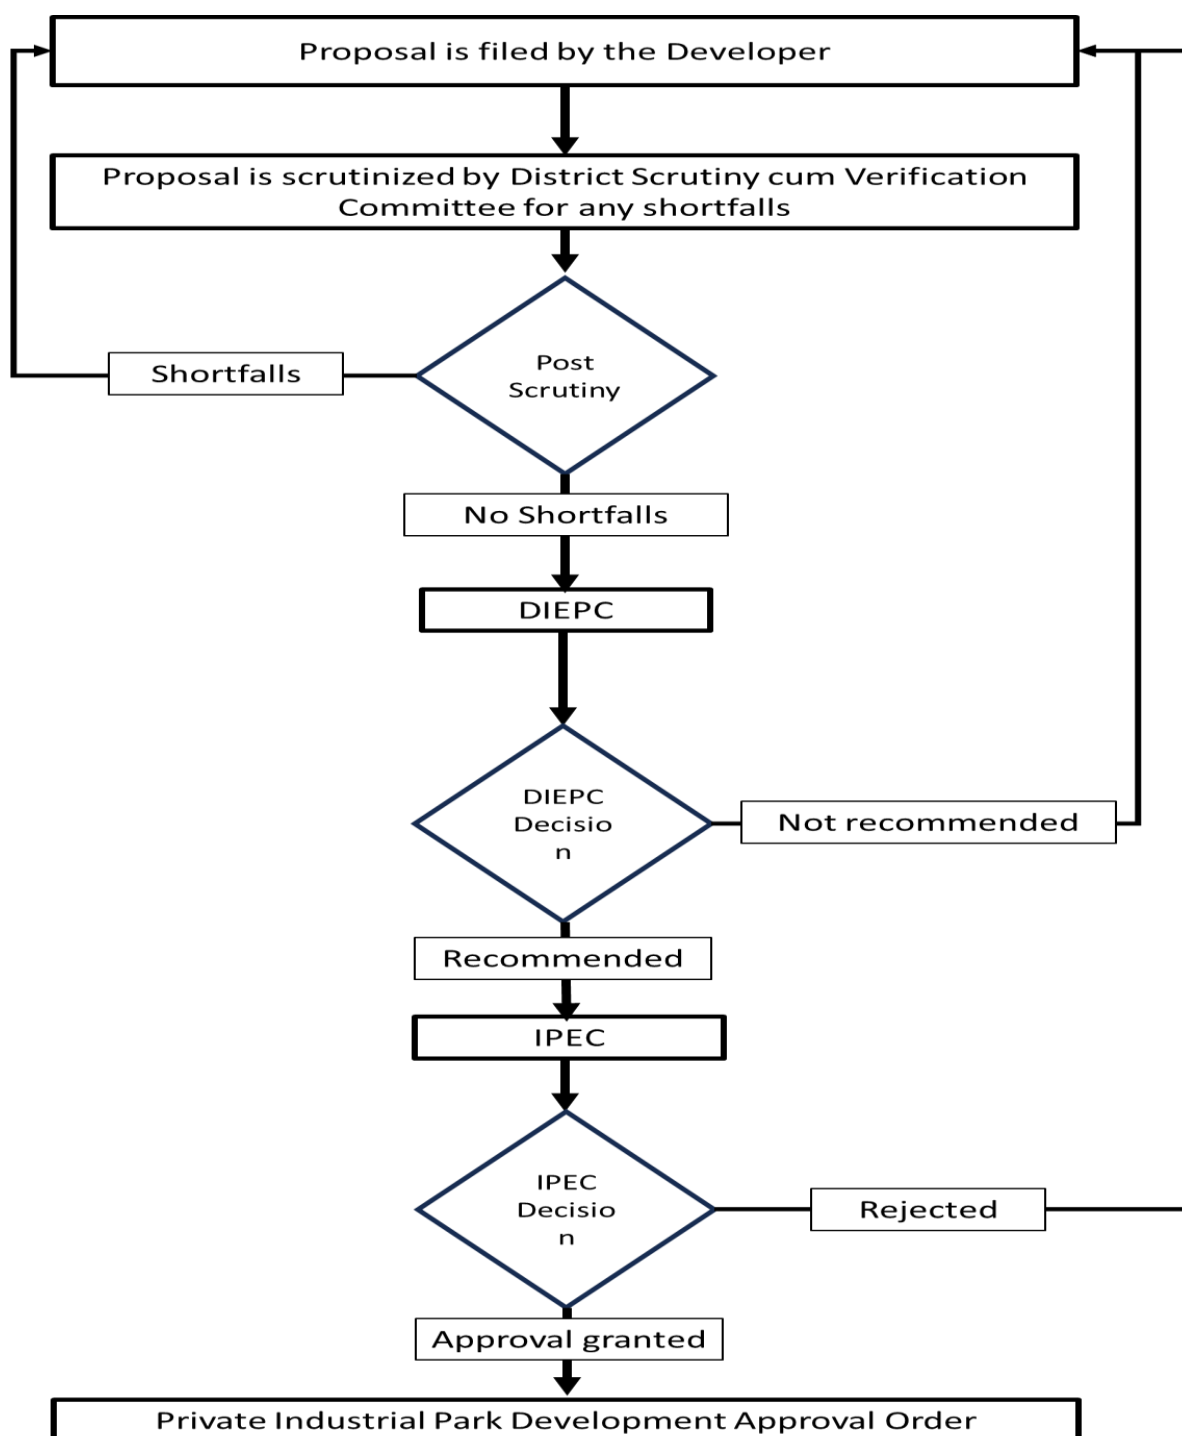 Proposal is filed by the Developer
Proposal is scrutinized by District Scrutiny cum Verification
Committee for any shortfalls
Post
Scrutiny
Shortfalls
No Shortfalls
DIEPC
DIEPC
Decisio
n
Not recommended
Recommended
IPEC
IPEC
Decisio
n
Rejected
Approval granted
Private Industrial Park Development Approval Order